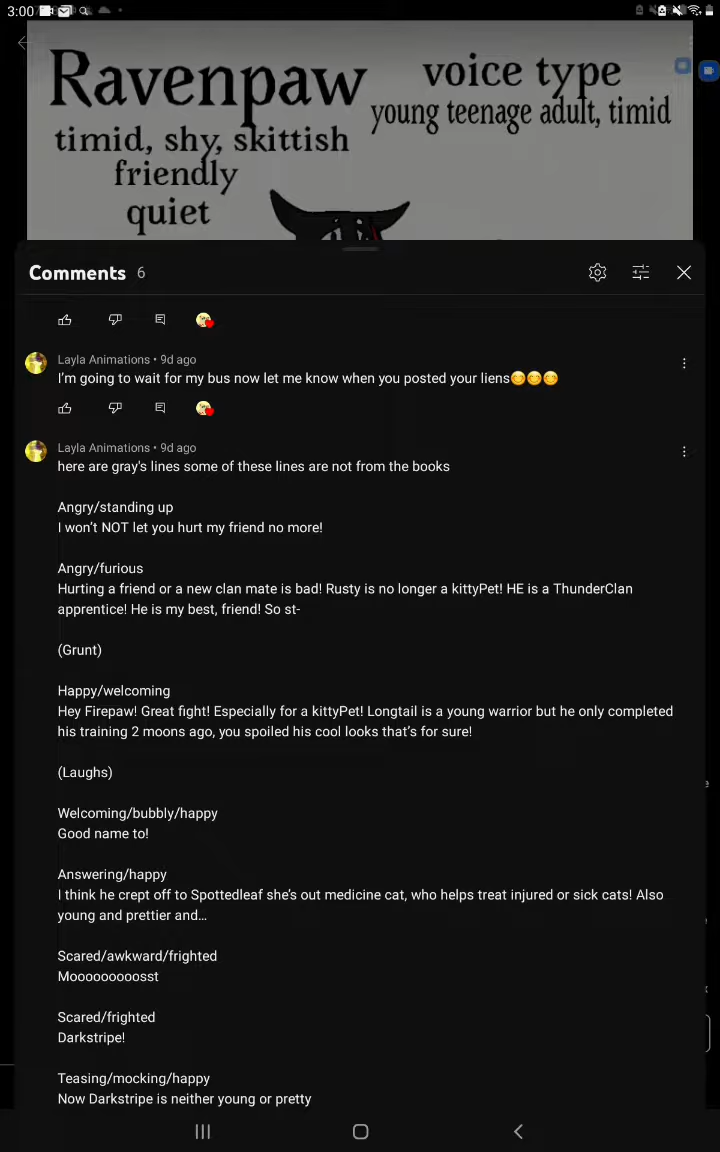 3:00
Ravenpaw
voice type
young teenage adult, timid
timid, shy, skittish
friendly
quiet
Comments 6
Layla Animations • 9d ago
I'm going to wait for my bus now let me know when you posted your liens😊😊😊
Layla Animations • 9d ago
here are gray's lines some of these lines are not from the books
Angry/standing up
I won't NOT let you hurt my friend no more!
Angry/furious
Hurting a friend or a new clan mate is bad! Rusty is no longer a kittyPet! HE is a ThunderClan
apprentice! He is my best, friend! So st-
(Grunt)
Happy/welcoming
Hey Firepaw! Great fight! Especially for a kittyPet! Longtail is a young warrior but he only completed
his training 2 moons ago, you spoiled his cool looks that's for sure!
(Laughs)
Welcoming/bubbly/happy
Good name to!
Answering/happy
I think he crept off to Spottedleaf she's out medicine cat, who helps treat injured or sick cats! Also
young and prettier and…
Scared/awkward/frighted
Mooooooooosst
Scared/frighted
Darkstripe!
Teasing/mocking/happy
Now Darkstripe is neither young or pretty